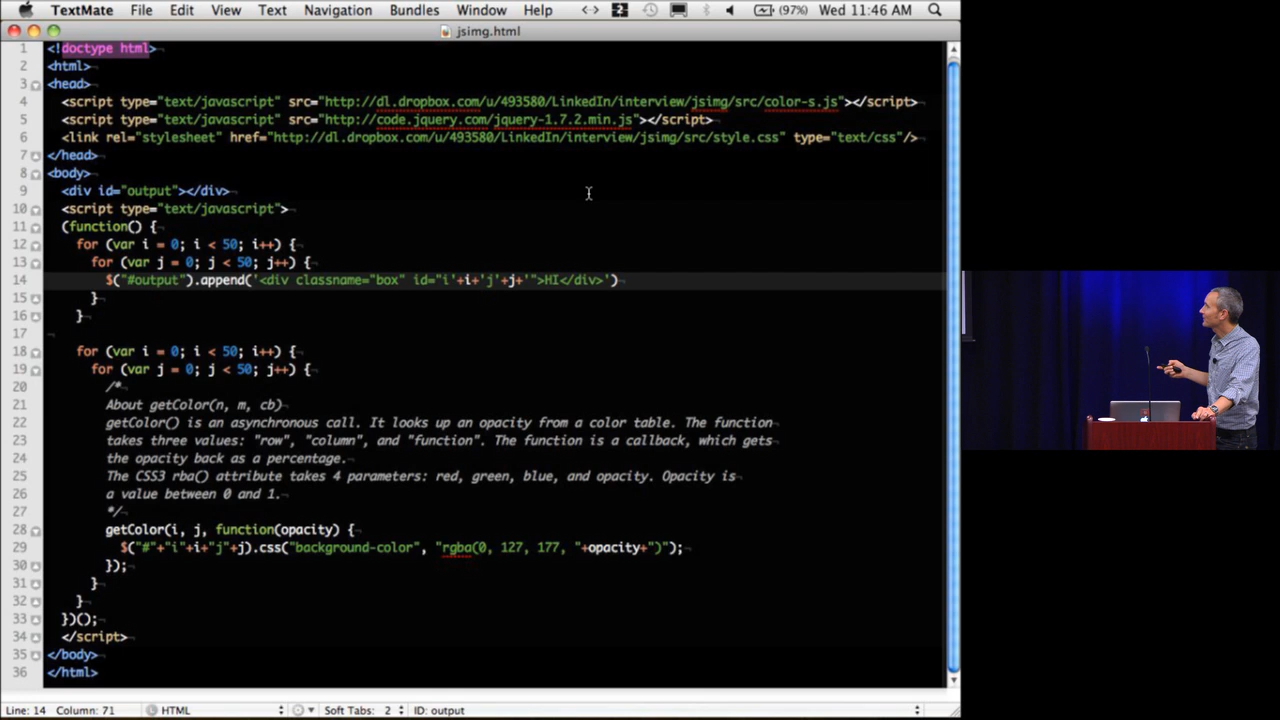 TextMate File Edit View Text Navigation Bundles Window Help 2 (97%) Wed 11:46 AM
jsimg.html
1 <!doctype html>
2 <html>
3 <head>
4 <script type="text/javascript" src="http://dl.dropbox.com/u/493580/LinkedIn/interview/jsimg/src/color-s.js"></script>
5 <script type="text/javascript" src="http://code.jquery.com/jquery-1.7.2.min.js"></script>
6 <link rel="stylesheet" href="http://dl.dropbox.com/u/493580/LinkedIn/interview/jsimg/src/style.css" type="text/css"/>
7 </head>
8 <body>
9 <div id="output"></div>
10 <script type="text/javascript">
11 (function() {
12 for (var i = 0; i < 50; i++) {
13 for (var j = 0; j < 50; j++) {
14 $("#output").append('<div classname="box" id="i'+i+'j'+j+'">HI</div>')
15 }
16 }
17
18 for (var i = 0; i < 50; i++) {
19 for (var j = 0; j < 50; j++) {
20 /*
21 About getColor(n, m, cb)
22 getColor() is an asynchronous call. It looks up an opacity from a color table. The function
23 takes three values: "row", "column", and "function". The function is a callback, which gets
24 the opacity back as a percentage.
25 The CSS3 rba() attribute takes 4 parameters: red, green, blue, and opacity. Opacity is
26 a value between 0 and 1.
27 */
28 getColor(i, j, function(opacity) {
29 $("#"+"i"+i+"j"+j).css("background-color", "rgba(0, 127, 177, "+opacity+")");
30 });
31 }
32 }
33 })();
34 </script>
35 </body>
36 </html>
Line: 14 Column: 71 HTML Soft Tabs: 2 ID: output